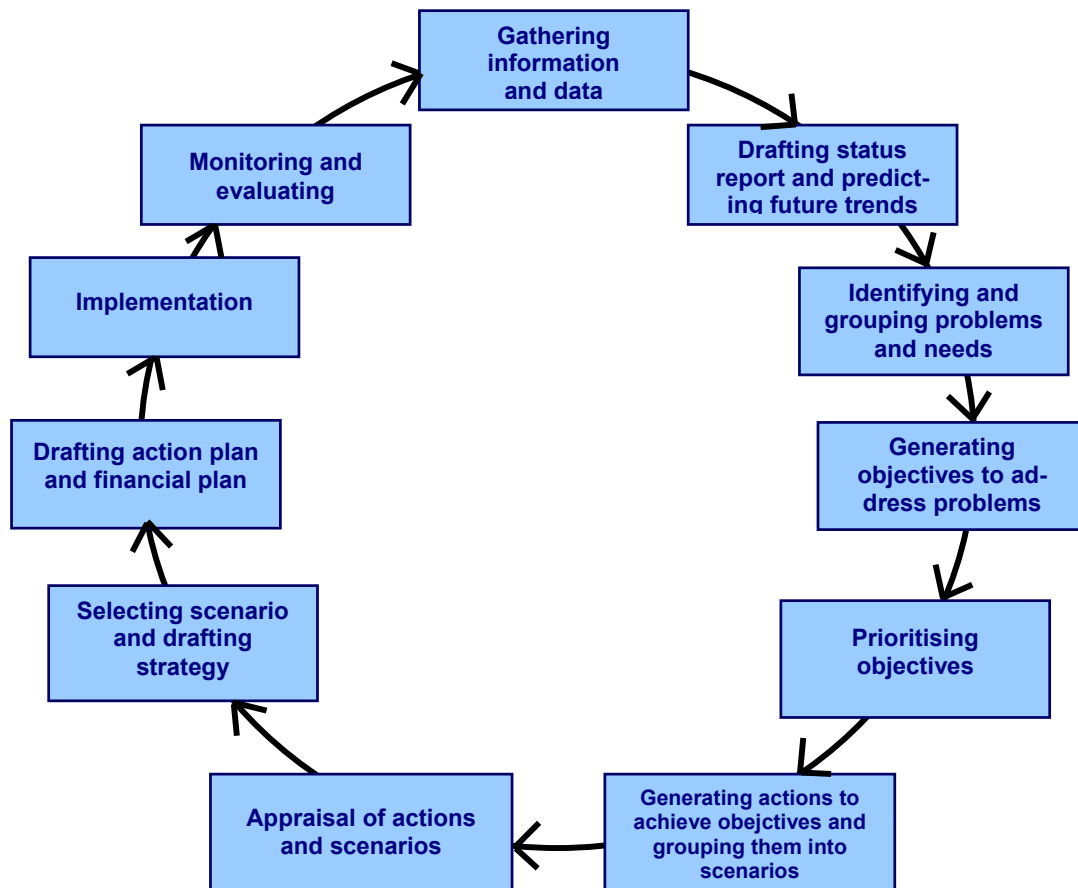 Gathering
information
and data
Drafting status
report and predict-
ing future trends
Identifying and
grouping problems
and needs
Generating
objectives to ad-
dress problems
Prioritising
objectives
Generating actions to
achieve obejctives and
grouping them into
scenarios
Appraisal of actions
and scenarios
Selecting scenario
and drafting
strategy
Drafting action plan
and financial plan
Implementation
Monitoring and
evaluating